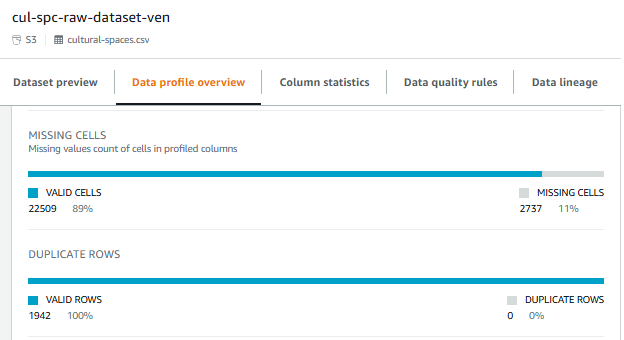 cul-spc-raw-dataset-ven
S3 cultural-spaces.csv
Dataset preview Data profile overview Column statistics Data quality rules Data lineage
MISSING CELLS
Missing values count of cells in profiled columns
VALID CELLS MISSING CELLS
22509 89% 2737 11%
DUPLICATE ROWS
VALID ROWS DUPLICATE ROWS
1942 100% 0 0%